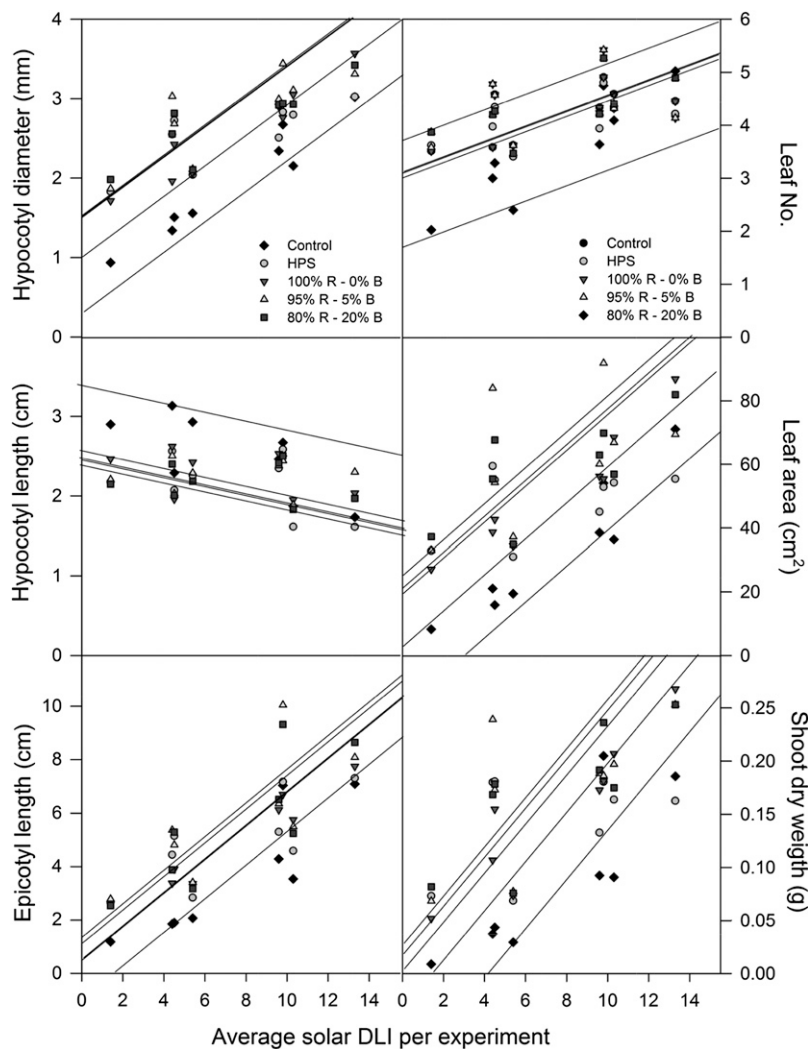 Hypocotyl diameter (mm)
4
3
2
1
0
Control
HPS
100% R - 0% B
95% R - 5% B
80% R - 20% B
6
5
4
3
2
1
0
Leaf No.
Control
HPS
100% R - 0% B
95% R - 5% B
80% R - 20% B
Hypocotyl length (cm)
3
2
1
0
80
60
40
20
0
Leaf area (cm²)
Epicotyl length (cm)
10
8
6
4
2
0
0.25
0.20
0.15
0.10
0.05
0.00
Shoot dry weigth (g)
0 2 4 6 8 10 12 14
0 2 4 6 8 10 12 14
Average solar DLI per experiment